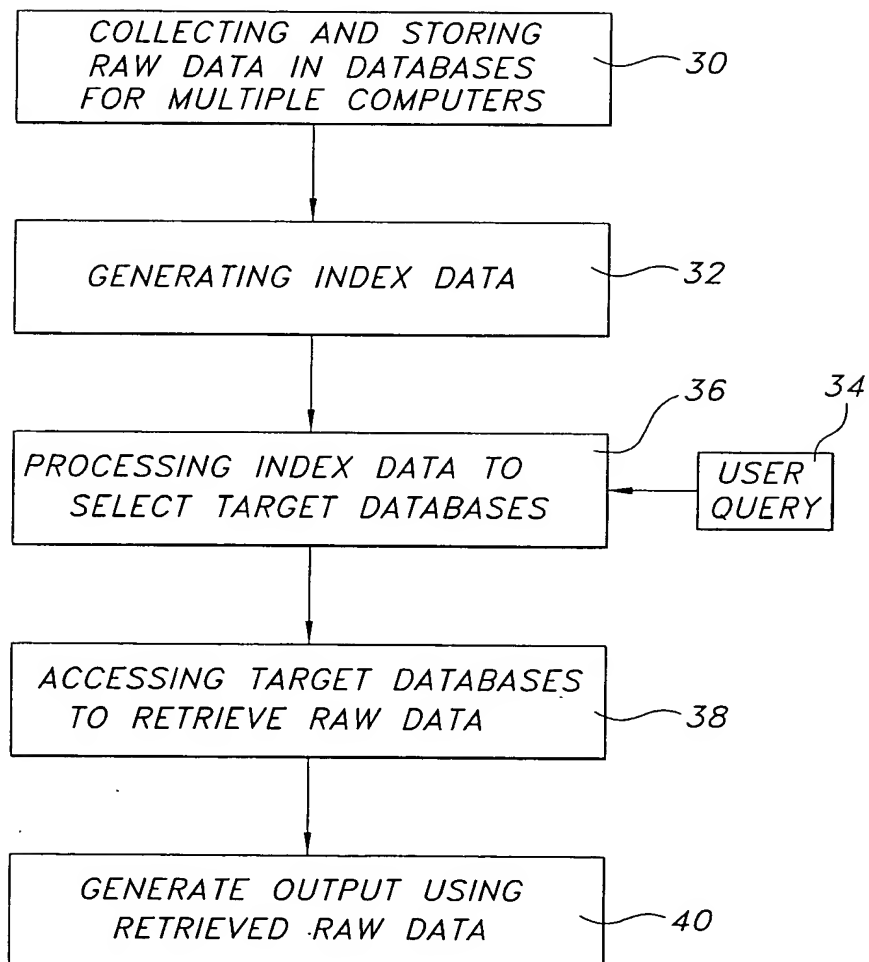 COLLECTING AND STORING
RAW DATA IN DATABASES
FOR MULTIPLE COMPUTERS
30
GENERATING INDEX DATA
32
36
34
PROCESSING INDEX DATA TO
SELECT TARGET DATABASES
USER
QUERY
ACCESSING TARGET DATABASES
TO RETRIEVE RAW DATA
38
GENERATE OUTPUT USING
RETRIEVED RAW DATA
40